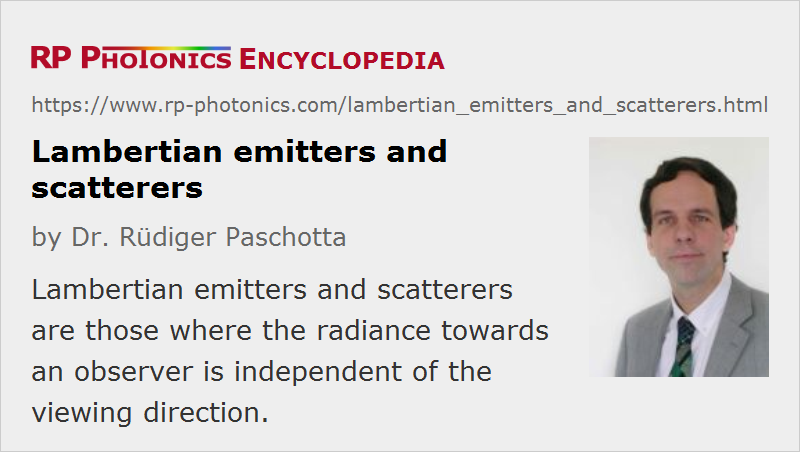 RP PHOTONICS ENCYCLOPEDIA
https://www.rp-photonics.com/lambertian_emitters_and_scatterers.html
Lambertian emitters and
scatterers
by Dr. Rüdiger Paschotta
Lambertian emitters and scatterers
are those where the radiance towards
an observer is independent of the
viewing direction.